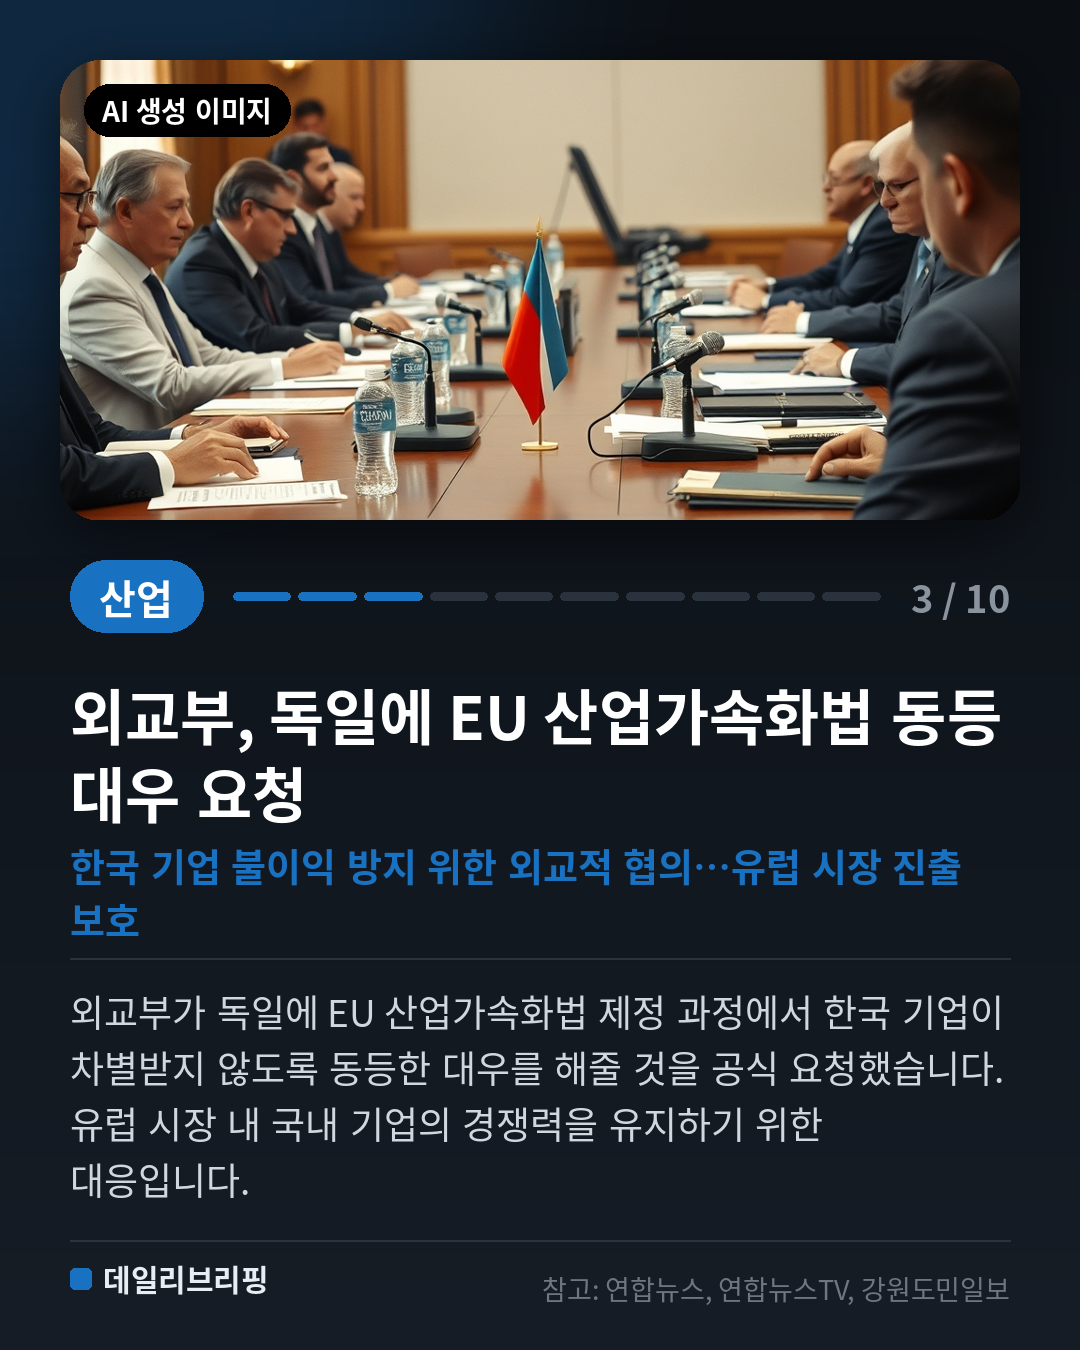 AI 생성 이미지
산업
3 / 10
외교부, 독일에 EU 산업가속화법 동등
대우 요청
한국 기업 불이익 방지 위한 외교적 협의…유럽 시장 진출
보호
외교부가 독일에 EU 산업가속화법 제정 과정에서 한국 기업이
차별받지 않도록 동등한 대우를 해줄 것을 공식 요청했습니다.
유럽 시장 내 국내 기업의 경쟁력을 유지하기 위한
대응입니다.
데일리브리핑
참고: 연합뉴스, 연합뉴스TV, 강원도민일보